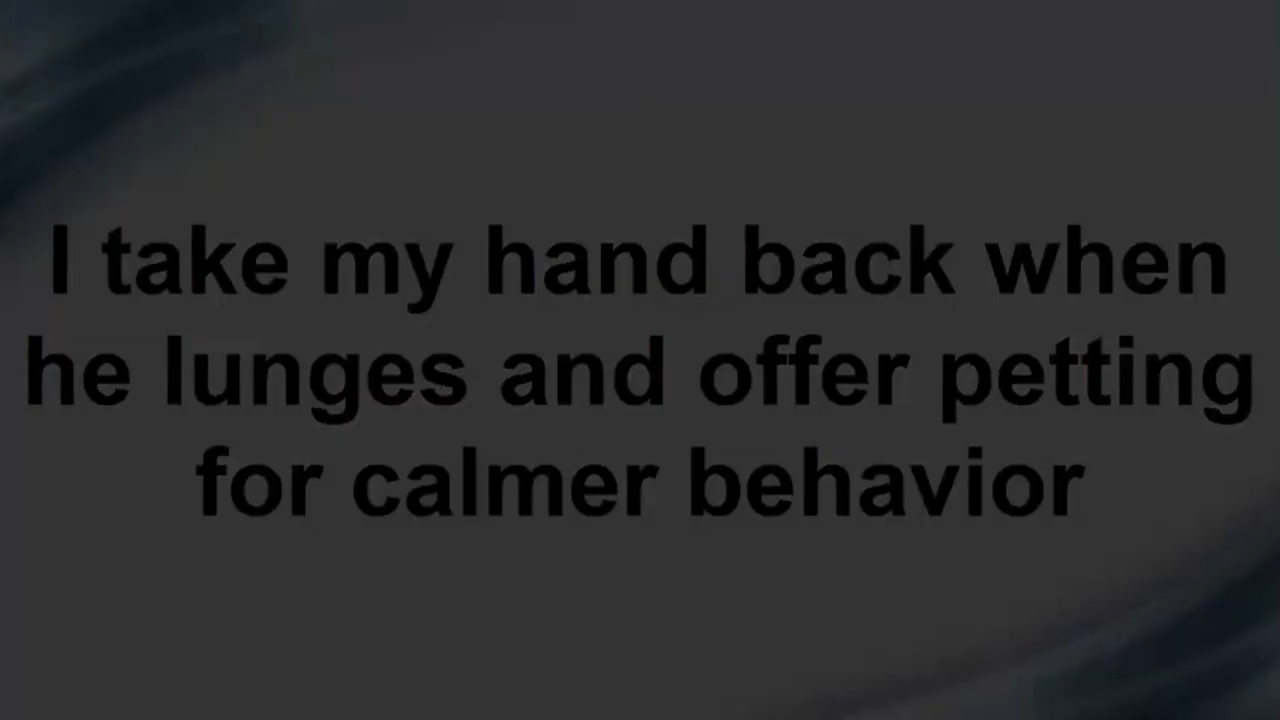 I take my hand back when
he lunges and offer petting
for calmer behavior